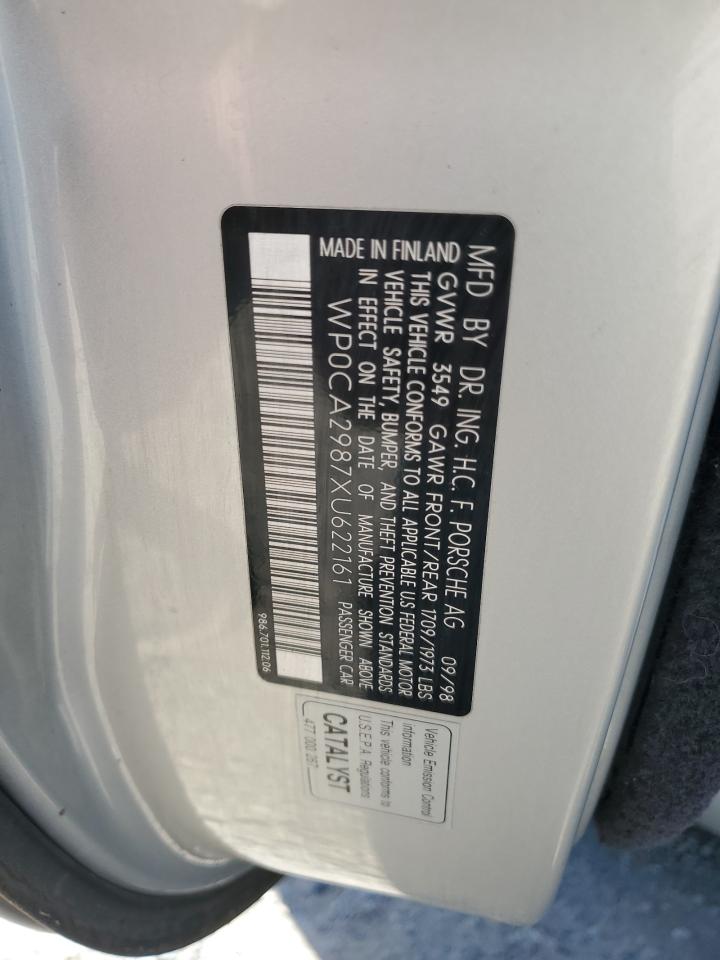 MFD BY DR. ING. H.C. F. PORSCHE AG 09/98
GVWR 3549 GAWR FRONT/REAR 1709/1973 LBS
THIS VEHICLE CONFORMS TO ALL APPLICABLE U.S FEDERAL MOTOR
VEHICLE SAFETY, BUMPER, AND THEFT PREVENTION STANDARDS
IN EFFECT ON THE DATE OF MANUFACTURE SHOWN ABOVE
MADE IN FINLAND WP0CA2987XU622161 PASSENGER CAR
986.701.112.06
Vehicle Emission Control
Information
This vehicle conforms to
U.S.E.P.A. Regulations
CATALYST
477 000 267